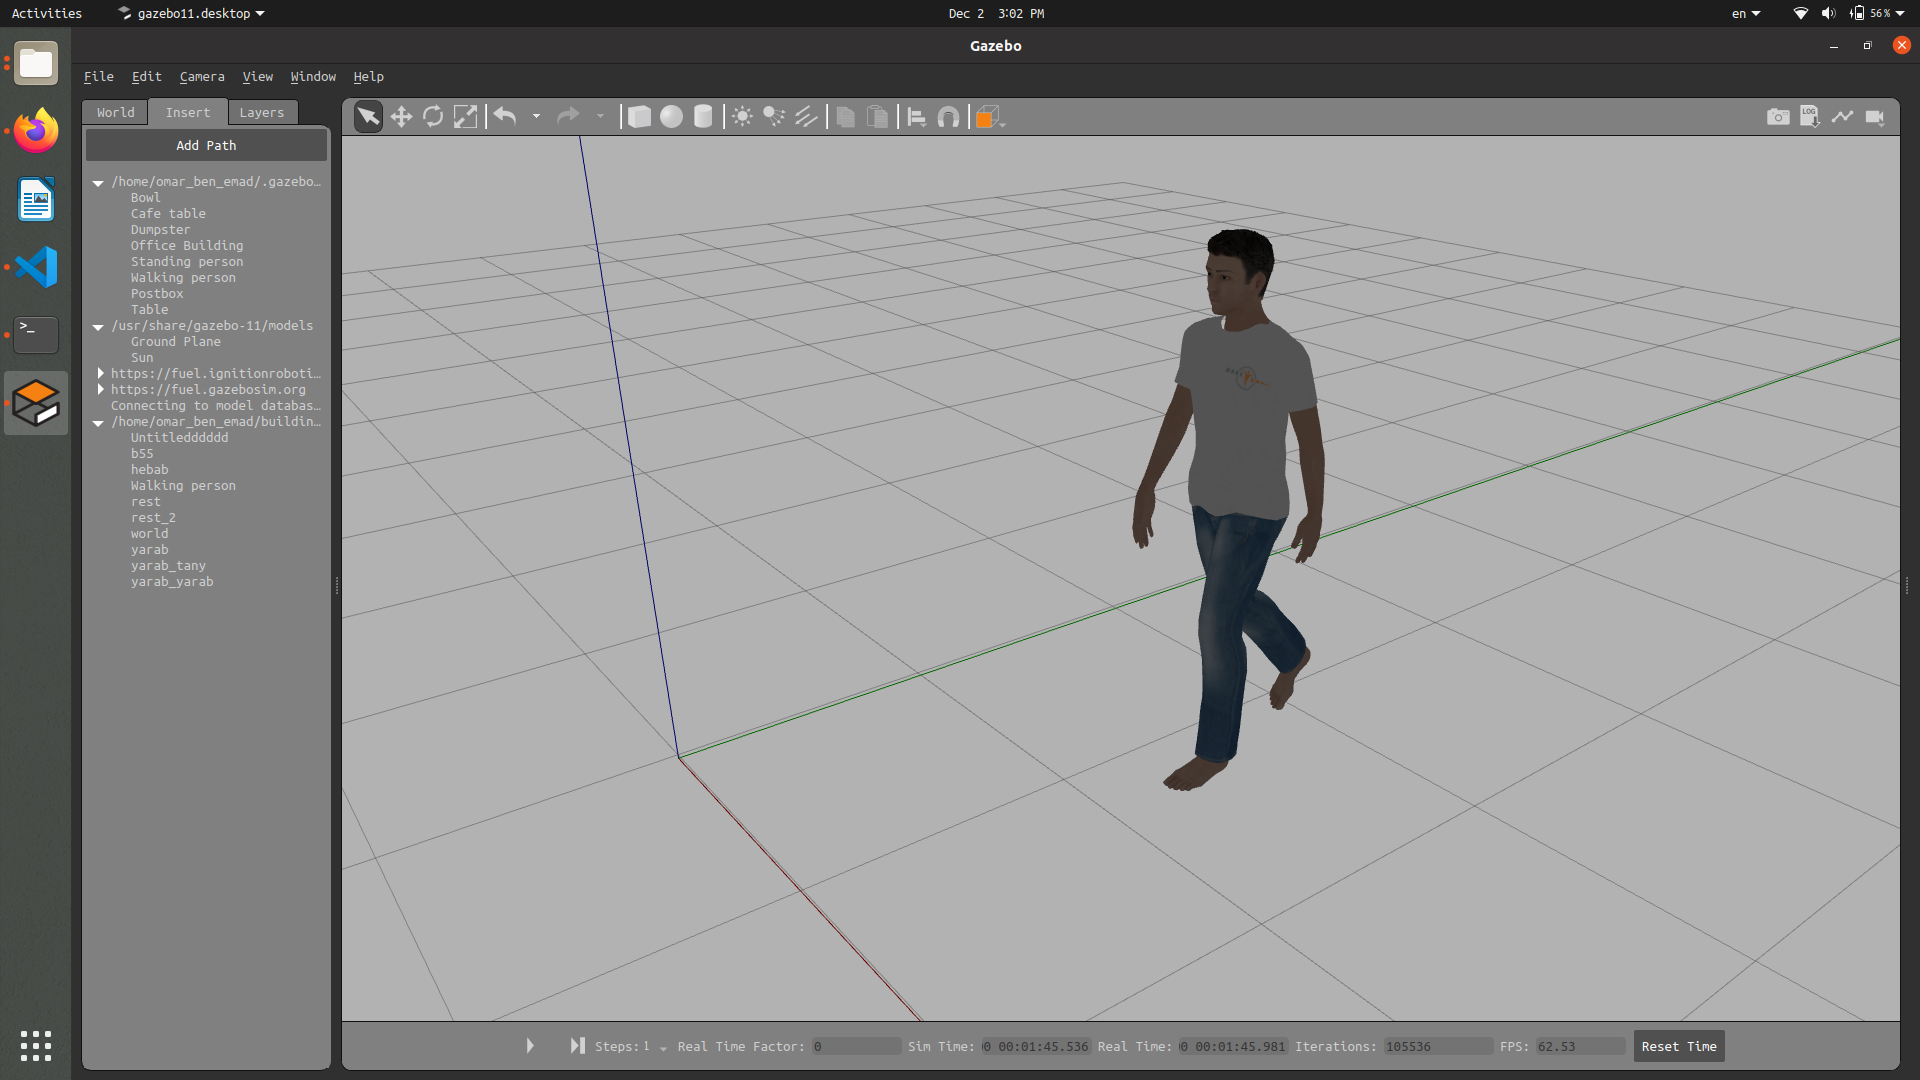 Activities
gazebo11.desktop
Dec 2 3:02 PM
en
56%
Gazebo
File Edit Camera View Window Help
World Insert Layers
Add Path
/home/omar_ben_emad/.gazebo…
Bowl
Cafe table
Dumpster
Office Building
Standing person
Walking person
Postbox
Table
/usr/share/gazebo-11/models
Ground Plane
Sun
https://fuel.ignitionroboti…
https://fuel.gazebosim.org
Connecting to model databas…
/home/omar_ben_emad/buildin…
Untitledddddd
b55
hebab
Walking person
rest
rest_2
world
yarab
yarab_tany
yarab_yarab
LOG
Steps: 1 Real Time Factor: 0 Sim Time: 00 00:01:45.536 Real Time: 00 00:01:45.981 Iterations: 105536 FPS: 62.53 Reset Time